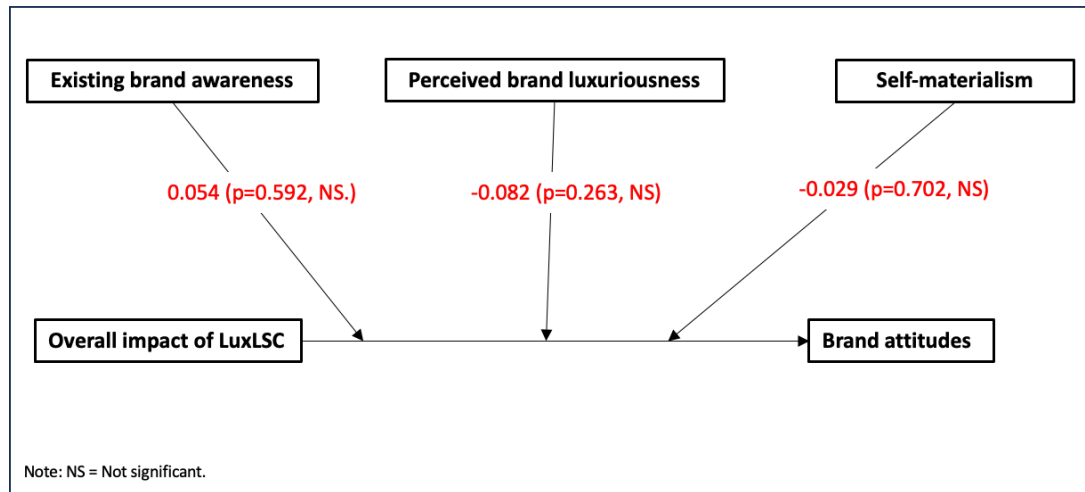 Existing brand awareness
Perceived brand luxuriousness
Self-materialism
0.054 (p=0.592, NS.)
-0.082 (p=0.263, NS)
-0.029 (p=0.702, NS)
Overall impact of LuxLSC
Brand attitudes
Note: NS = Not significant.